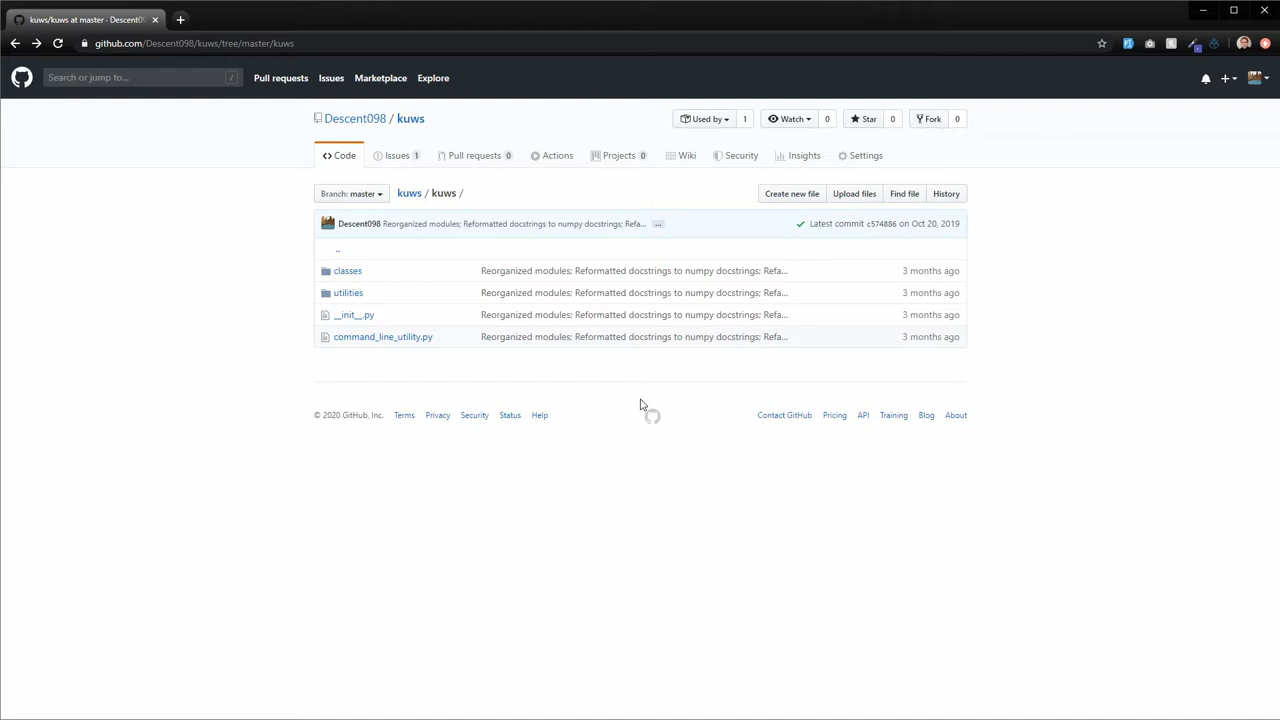 kuws/kuws at master · Descent09
github.com/Descent098/kuws/tree/master/kuws
Search or jump to... /
Pull requests Issues Marketplace Explore
Descent098 / kuws
Used by 1 Watch 0 Star 0 Fork 0
Code Issues 1 Pull requests 0 Actions Projects 0 Wiki Security Insights Settings
Branch: master kuws / kuws / Create new file Upload files Find file History
Descent098 Reorganized modules; Reformatted docstrings to numpy docstrings; Refa... ... Latest commit c574886 on Oct 20, 2019
..
classes Reorganized modules; Reformatted docstrings to numpy docstrings; Refa... 3 months ago
utilities Reorganized modules; Reformatted docstrings to numpy docstrings; Refa... 3 months ago
__init__.py Reorganized modules; Reformatted docstrings to numpy docstrings; Refa... 3 months ago
command_line_utility.py Reorganized modules; Reformatted docstrings to numpy docstrings; Refa... 3 months ago
© 2020 GitHub, Inc. Terms Privacy Security Status Help Contact GitHub Pricing API Training Blog About